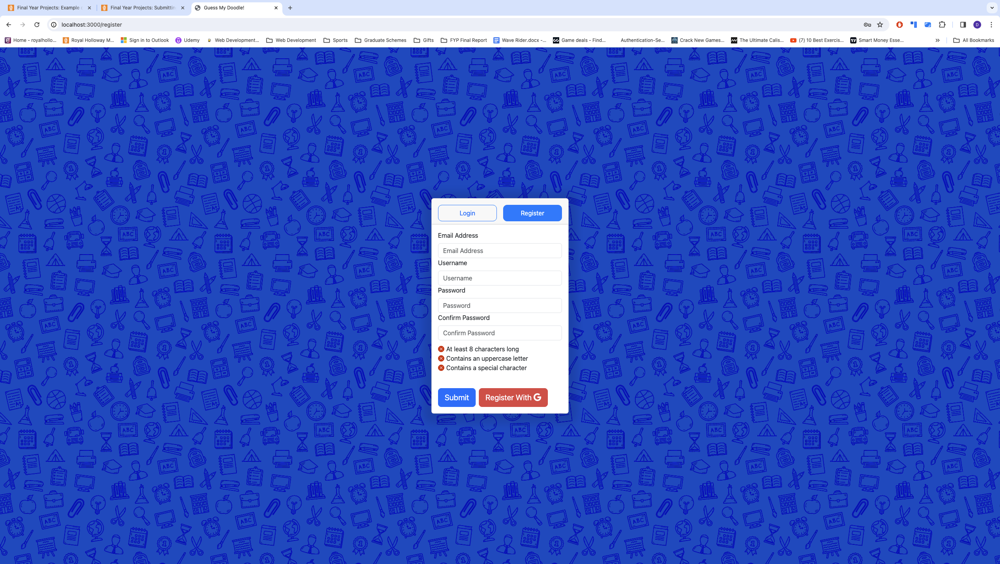 Final Year Projects: Example
Final Year Projects: Submittin
Guess My Doodle!
localhost:3000/register
D
Home - royalhollo...
Royal Holloway M...
Sign in to Outlook
Udemy
Web Development...
Web Development
Sports
Graduate Schemes
Gifts
FYP Final Report
Wave Rider.docx -...
Game deals - Find...
Authentication-Se...
Crack New Games...
The Ultimate Calis...
(7) 10 Best Exercis...
Smart Money Esse...
All Bookmarks
Login
Register
Email Address
Email Address
Username
Username
Password
Password
Confirm Password
Confirm Password
At least 8 characters long
Contains an uppercase letter
Contains a special character
Submit
Register With G